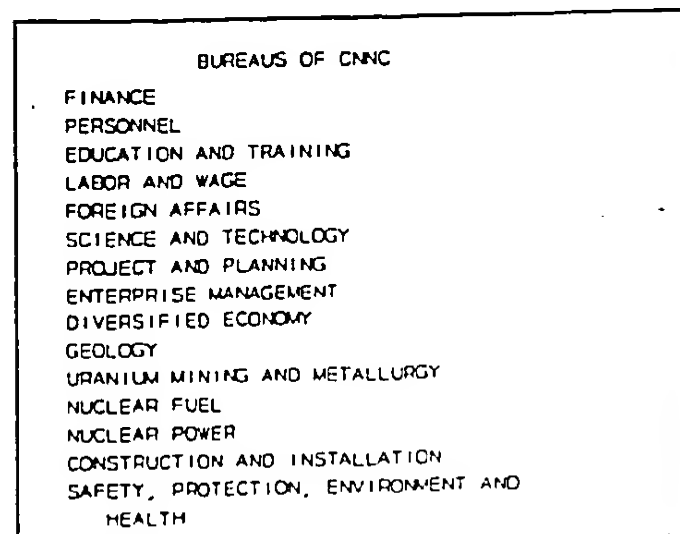 BUREAUS OF CNNC
FINANCE
PERSONNEL
EDUCATION AND TRAINING
LABOR AND WAGE
FOREIGN AFFAIRS
SCIENCE AND TECHNOLOGY
PROJECT AND PLANNING
ENTERPRISE MANAGEMENT
DIVERSIFIED ECONOMY
GEOLOGY
URANIUM MINING AND METALLURGY
NUCLEAR FUEL
NUCLEAR POWER
CONSTRUCTION AND INSTALLATION
SAFETY, PROTECTION, ENVIRONMENT AND
HEALTH